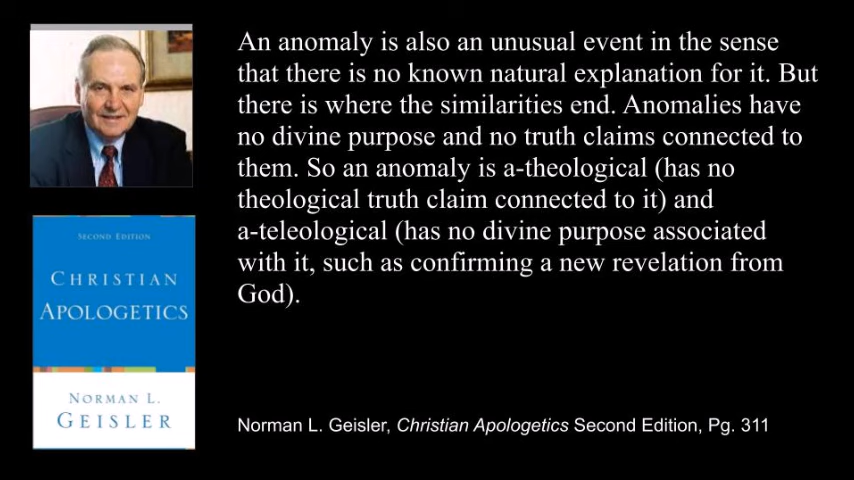 An anomaly is also an unusual event in the sense
that there is no known natural explanation for it. But
there is where the similarities end. Anomalies have
no divine purpose and no truth claims connected to
them. So an anomaly is a-theological (has no
theological truth claim connected to it) and
a-teleological (has no divine purpose associated
with it, such as confirming a new revelation from
God).
SECOND EDITION
CHRISTIAN
APOLOGETICS
NORMAN L.
GEISLER
Norman L. Geisler, Christian Apologetics Second Edition, Pg. 311